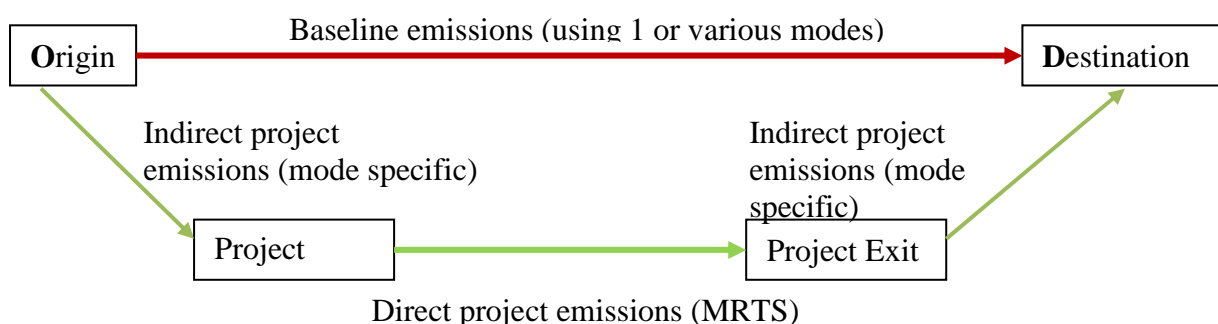 Baseline emissions (using 1 or various modes)
Origin
Destination
Indirect project
emissions (mode specific)
Indirect project
emissions (mode
specific)
Project
Project Exit
Direct project emissions (MRTS)